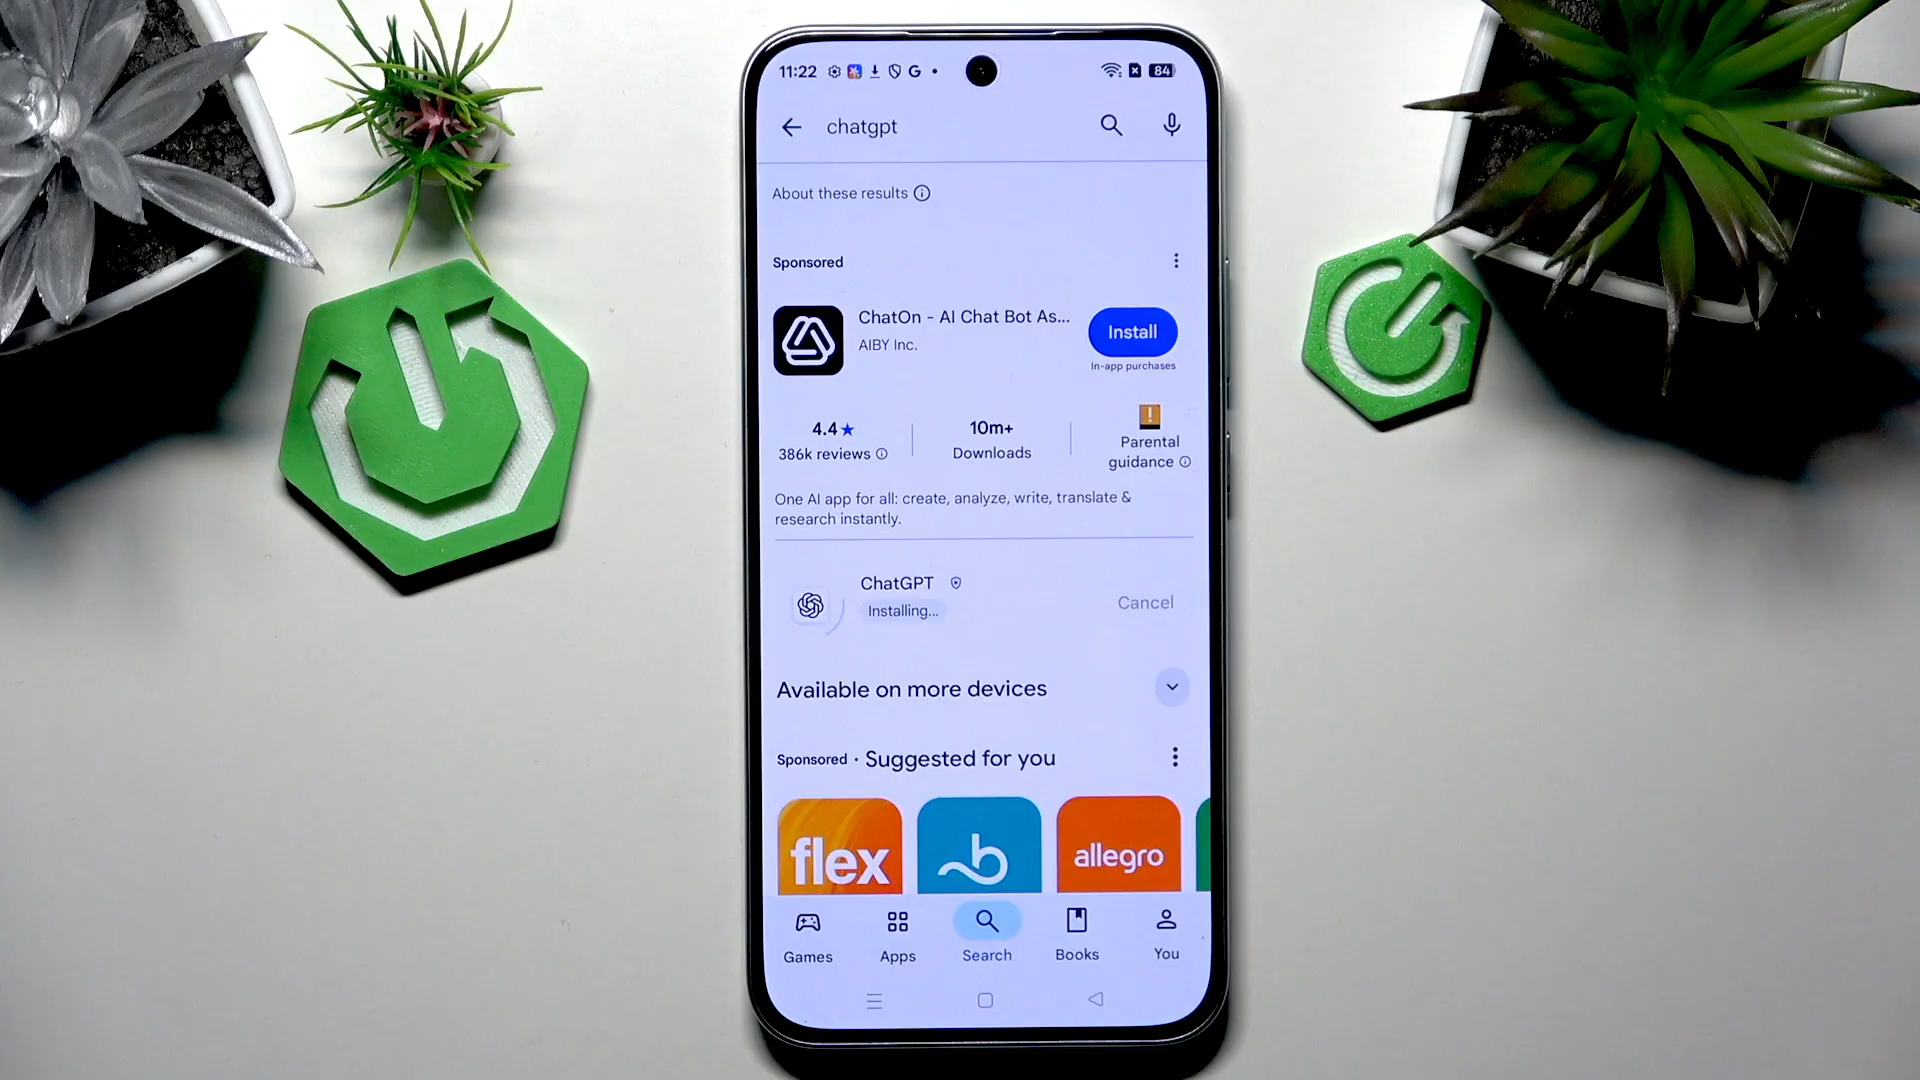 11:22
84
chatgpt
About these results
Sponsored
ChatOn - AI Chat Bot As...
AIBY Inc.
Install
In-app purchases
4.4★
386k reviews
10m+
Downloads
Parental
guidance
One AI app for all: create, analyze, write, translate &
research instantly.
ChatGPT
Installing...
Cancel
Available on more devices
Sponsored · Suggested for you
flex
b
allegro
Games
Apps
Search
Books
You